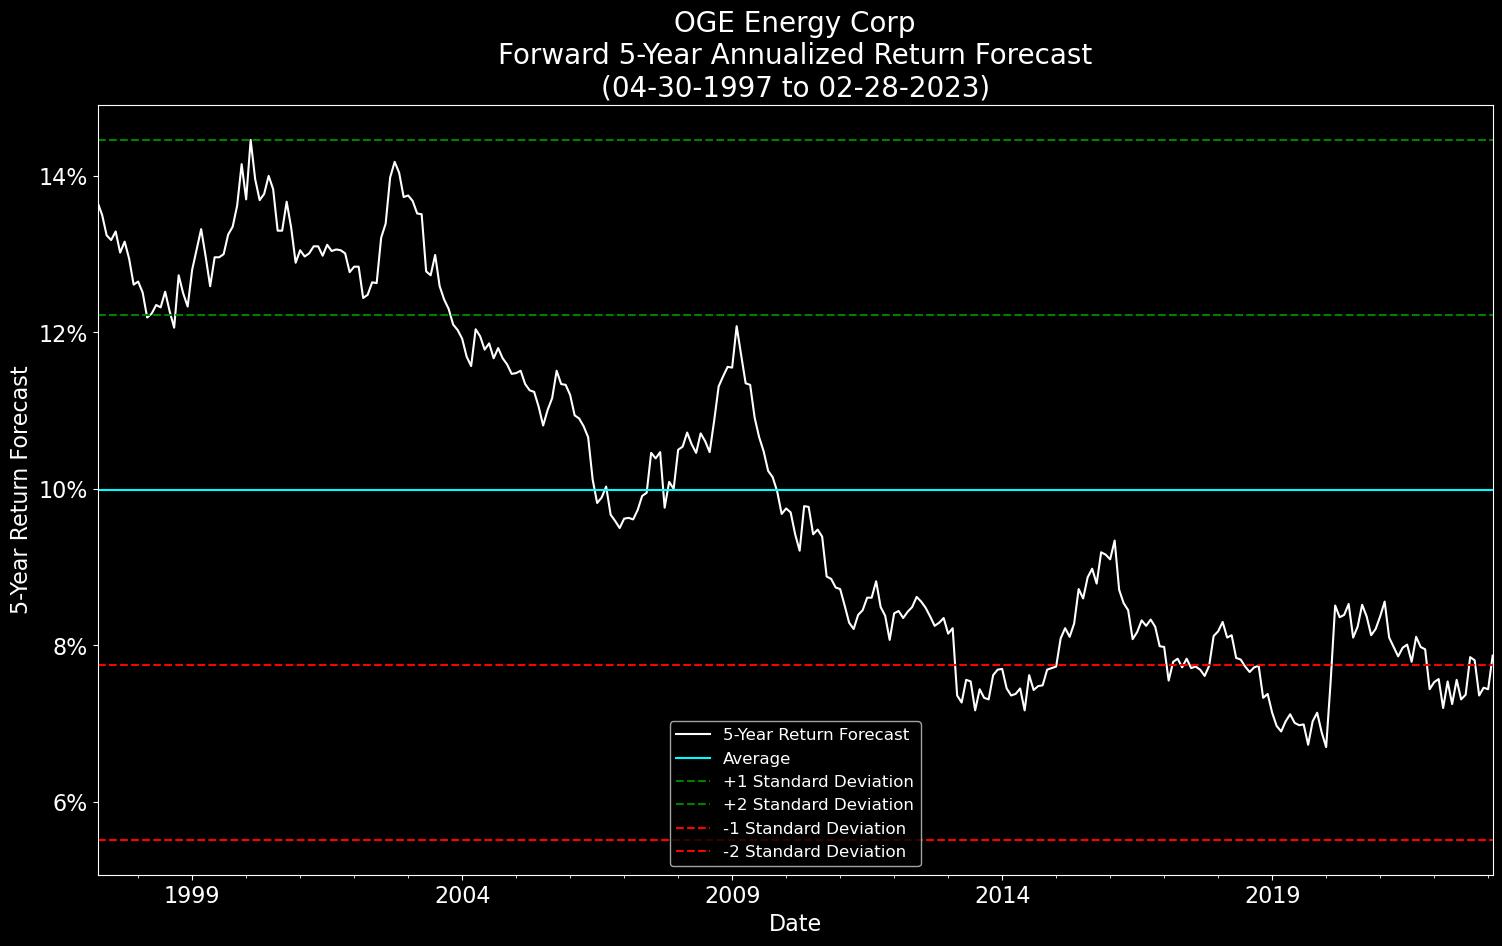 OGE Energy Corp
Forward 5-Year Annualized Return Forecast
(04-30-1997 to 02-28-2023)
5-Year Return Forecast
14%
12%
10%
8%
6%
5-Year Return Forecast
Average
+1 Standard Deviation
+2 Standard Deviation
-1 Standard Deviation
-2 Standard Deviation
1999 2004 2009 2014 2019
Date